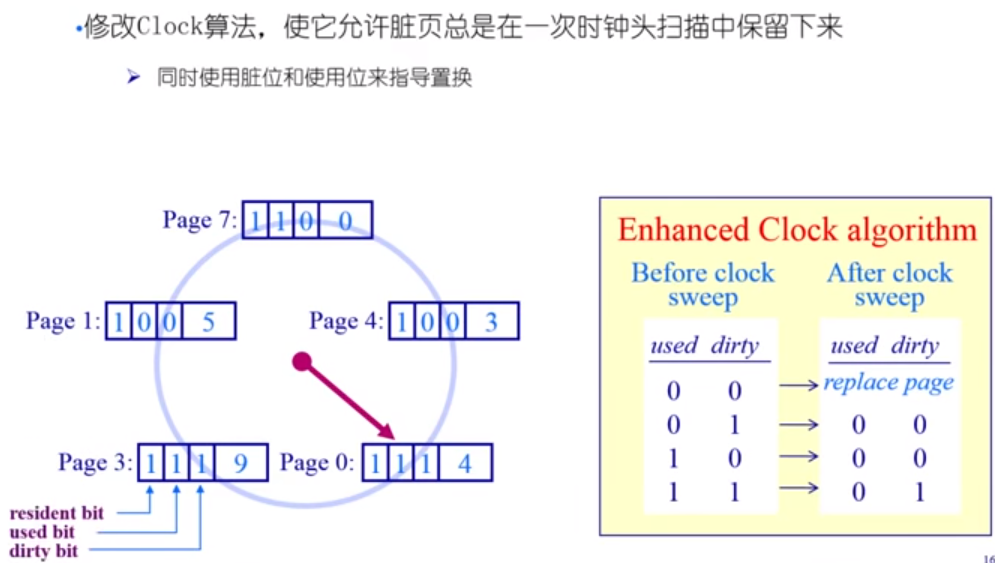 •修改Clock算法，使它允许脏页总是在一次时钟头扫描中保留下来
➢ 同时使用脏位和使用位来指导置换
Page 7: 1 1 0 0
Page 1: 1 0 0 5
Page 4: 1 0 0 3
Page 3: 1 1 1 9
Page 0: 1 1 1 4
resident bit
used bit
dirty bit
Enhanced Clock algorithm
Before clock sweep
After clock sweep
used dirty
used dirty
0 0 → replace page
0 1 → 0 0
1 0 → 0 0
1 1 → 0 1
16